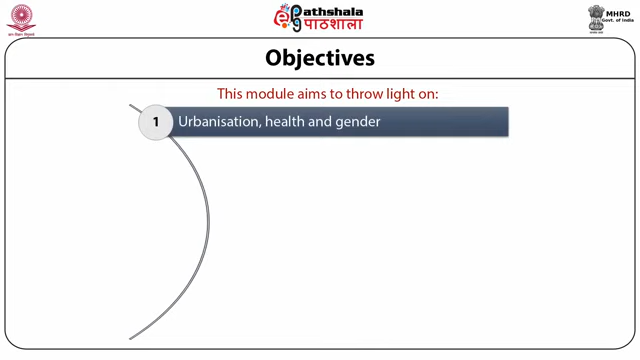 ePathshala
पाठशाला
MHRD
Govt. of India
Objectives
This module aims to throw light on:
1 Urbanisation, health and gender